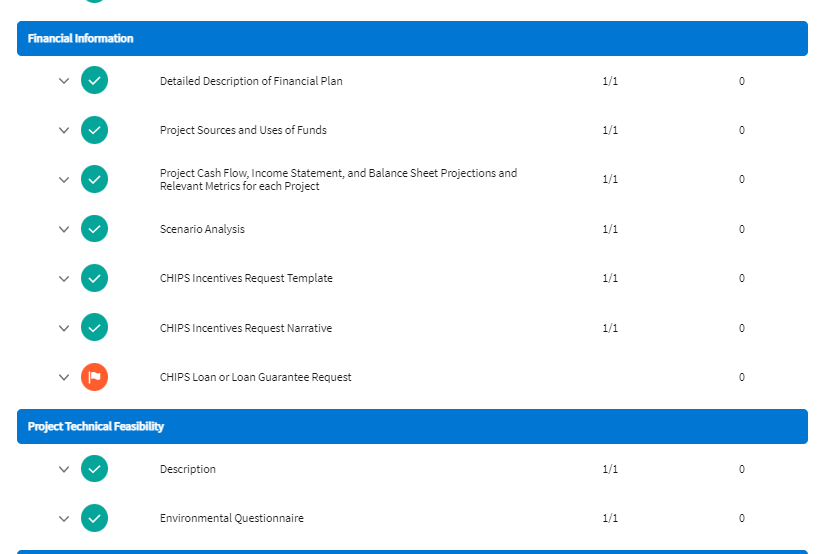 Financial Information
Detailed Description of Financial Plan 1/1 0
Project Sources and Uses of Funds 1/1 0
Project Cash Flow, Income Statement, and Balance Sheet Projections and
Relevant Metrics for each Project 1/1 0
Scenario Analysis 1/1 0
CHIPS Incentives Request Template 1/1 0
CHIPS Incentives Request Narrative 1/1 0
CHIPS Loan or Loan Guarantee Request 0
Project Technical Feasibility
Description 1/1 0
Environmental Questionnaire 1/1 0